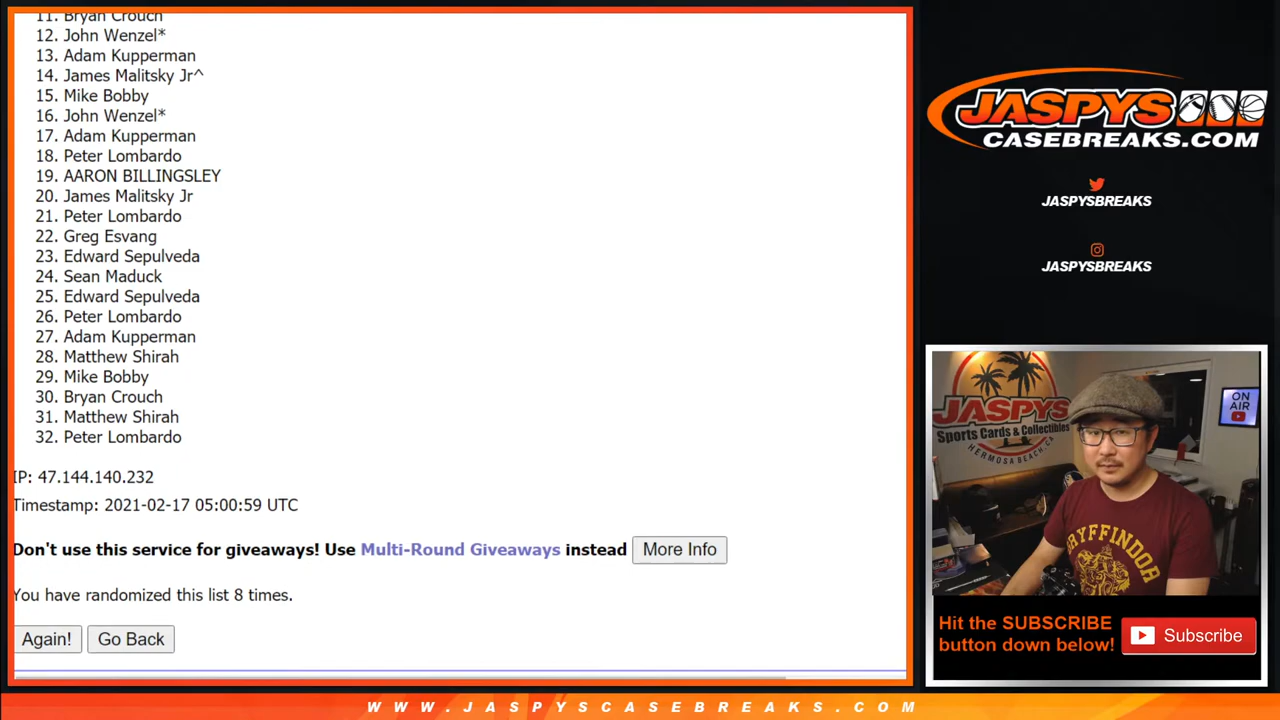 11. Bryan Crouch
12. John Wenzel*
13. Adam Kupperman
14. James Malitsky Jr^
15. Mike Bobby
16. John Wenzel*
17. Adam Kupperman
18. Peter Lombardo
19. AARON BILLINGSLEY
20. James Malitsky Jr
21. Peter Lombardo
22. Greg Esvang
23. Edward Sepulveda
24. Sean Maduck
25. Edward Sepulveda
26. Peter Lombardo
27. Adam Kupperman
28. Matthew Shirah
29. Mike Bobby
30. Bryan Crouch
31. Matthew Shirah
32. Peter Lombardo
IP: 47.144.140.232
Timestamp: 2021-02-17 05:00:59 UTC
Don't use this service for giveaways! Use Multi-Round Giveaways instead More Info
You have randomized this list 8 times.
Again! Go Back
JASPYS
CASEBREAKS.COM
JASPYSBREAKS
JASPYSBREAKS
JASPYS
Sports Cards & Collectibles
HERMOSA BEACH, CA
ON
AIR
GRYFFINDOR
Hit the SUBSCRIBE
button down below!
Subscribe
WWW.JASPYSCASEBREAKS.COM